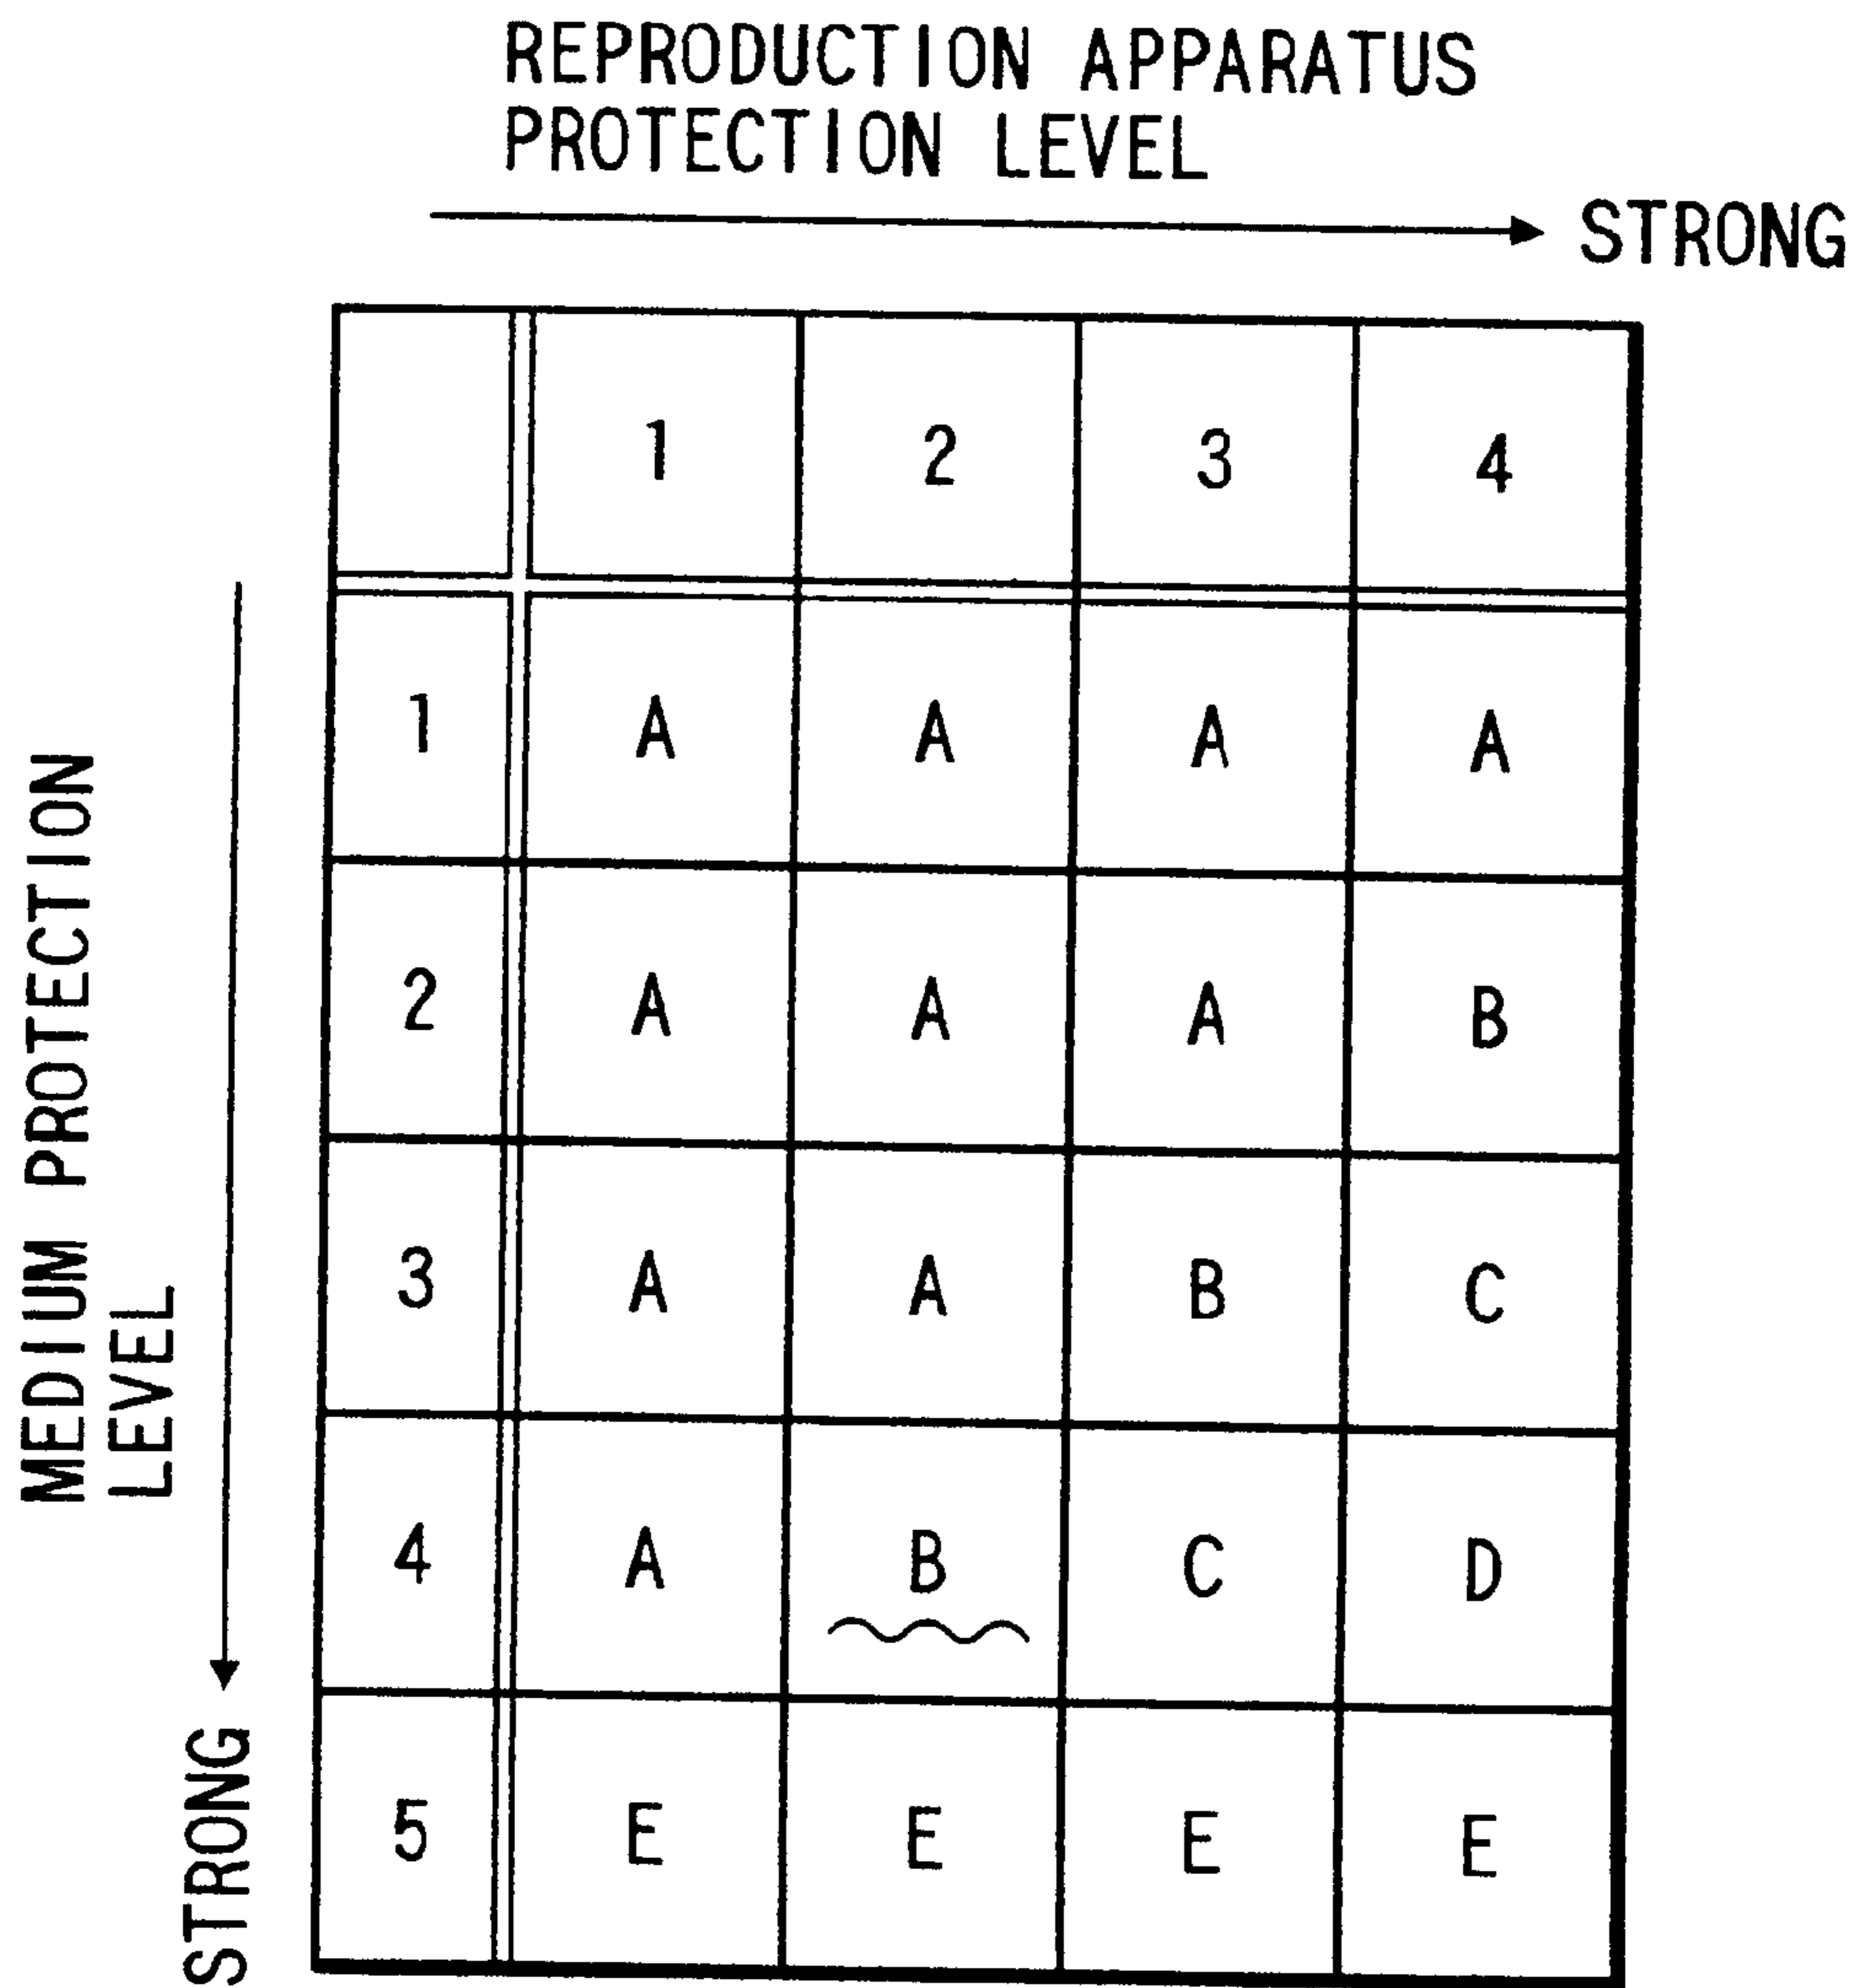 REPRODUCTION APPARATUS
PROTECTION LEVEL
STRONG
1 2 3 4
1 A A A A
2 A A A B
3 A A B C
4 A B C D
5 E E E E
MEDIUM PROTECTION
LEVEL
STRONG